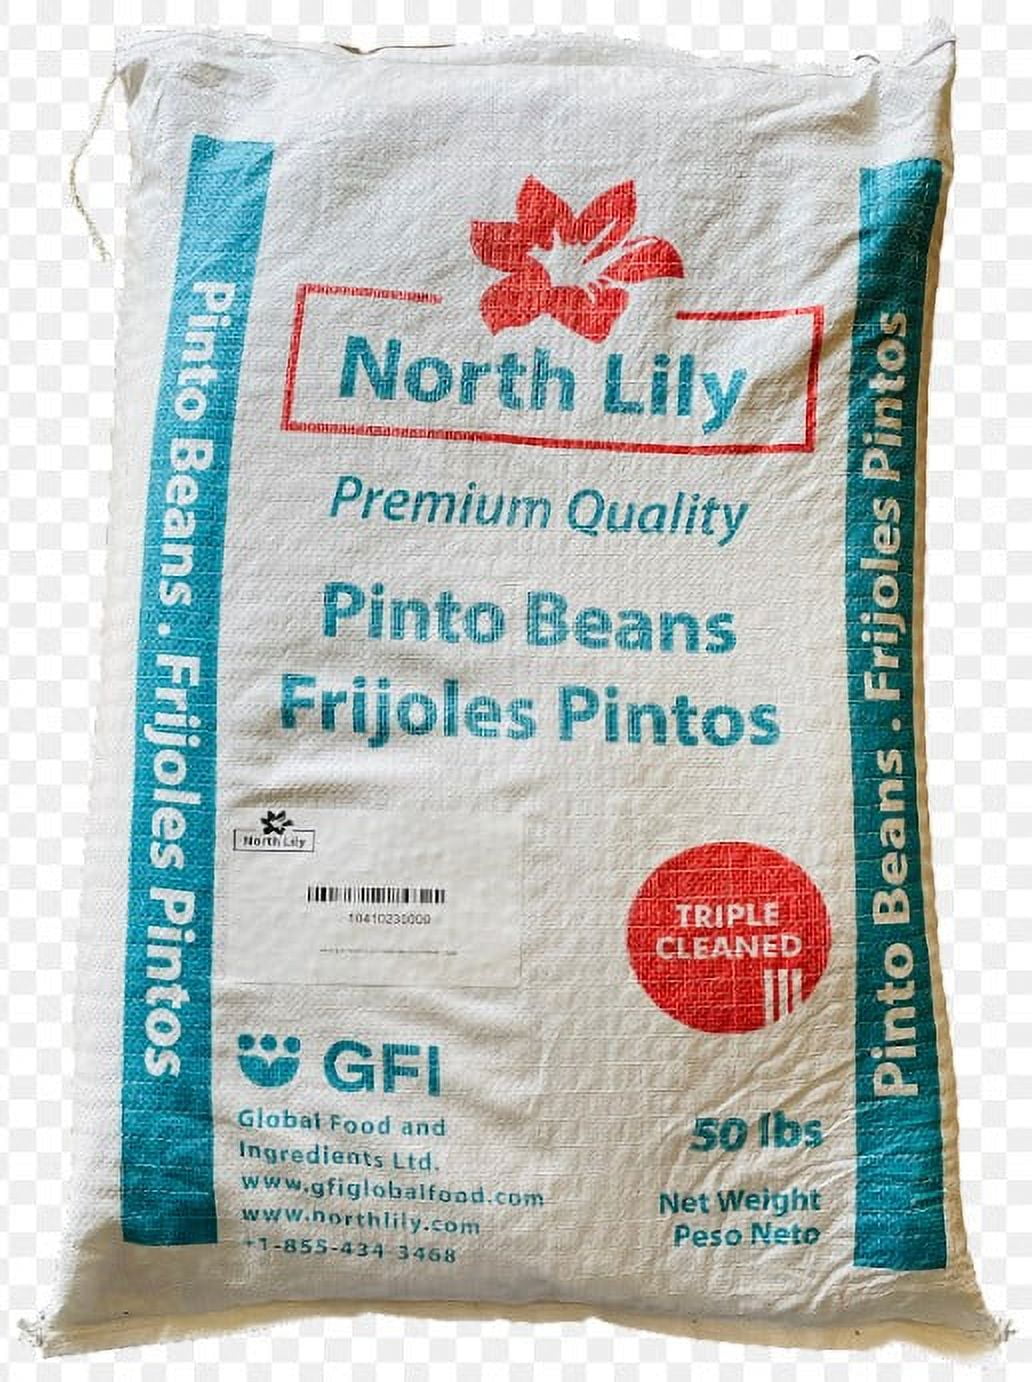 North Lily
Premium Quality
Pinto Beans
Frijoles Pintos
Pinto Beans . Frijoles Pintos
Pinto Beans . Frijoles Pintos
North Lily
TRIPLE
CLEANED
GFI
Global Food and
Ingredients Ltd.
www.gfiglobalfood.com
www.northlily.com
+1-855-434 3468
50 lbs
Net Weight
Peso Neto